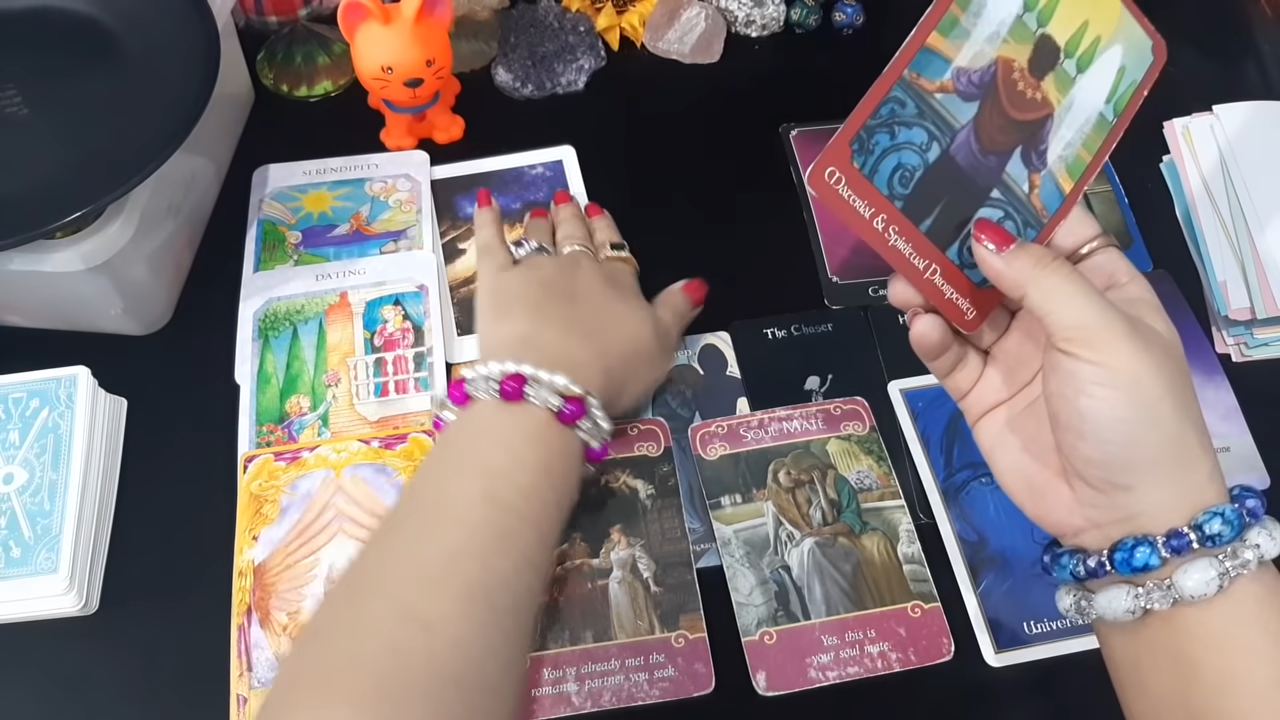 SERENDIPITY
DATING
Material & Spiritual Prosperity
The Chaser
SOUL MATE
You've already met the
romantic partner you seek.
Yes, this is
your soul mate.